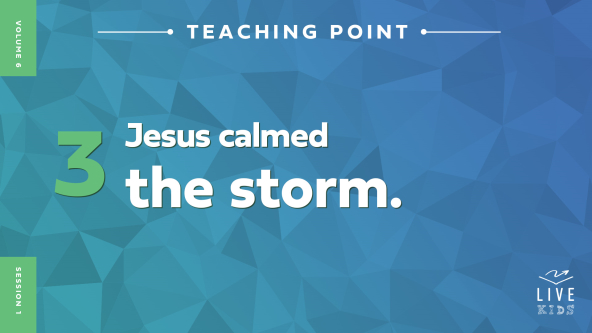 VOLUME 6
TEACHING POINT
3
Jesus calmed
the storm.
SESSION 1
LIVE
KIDS